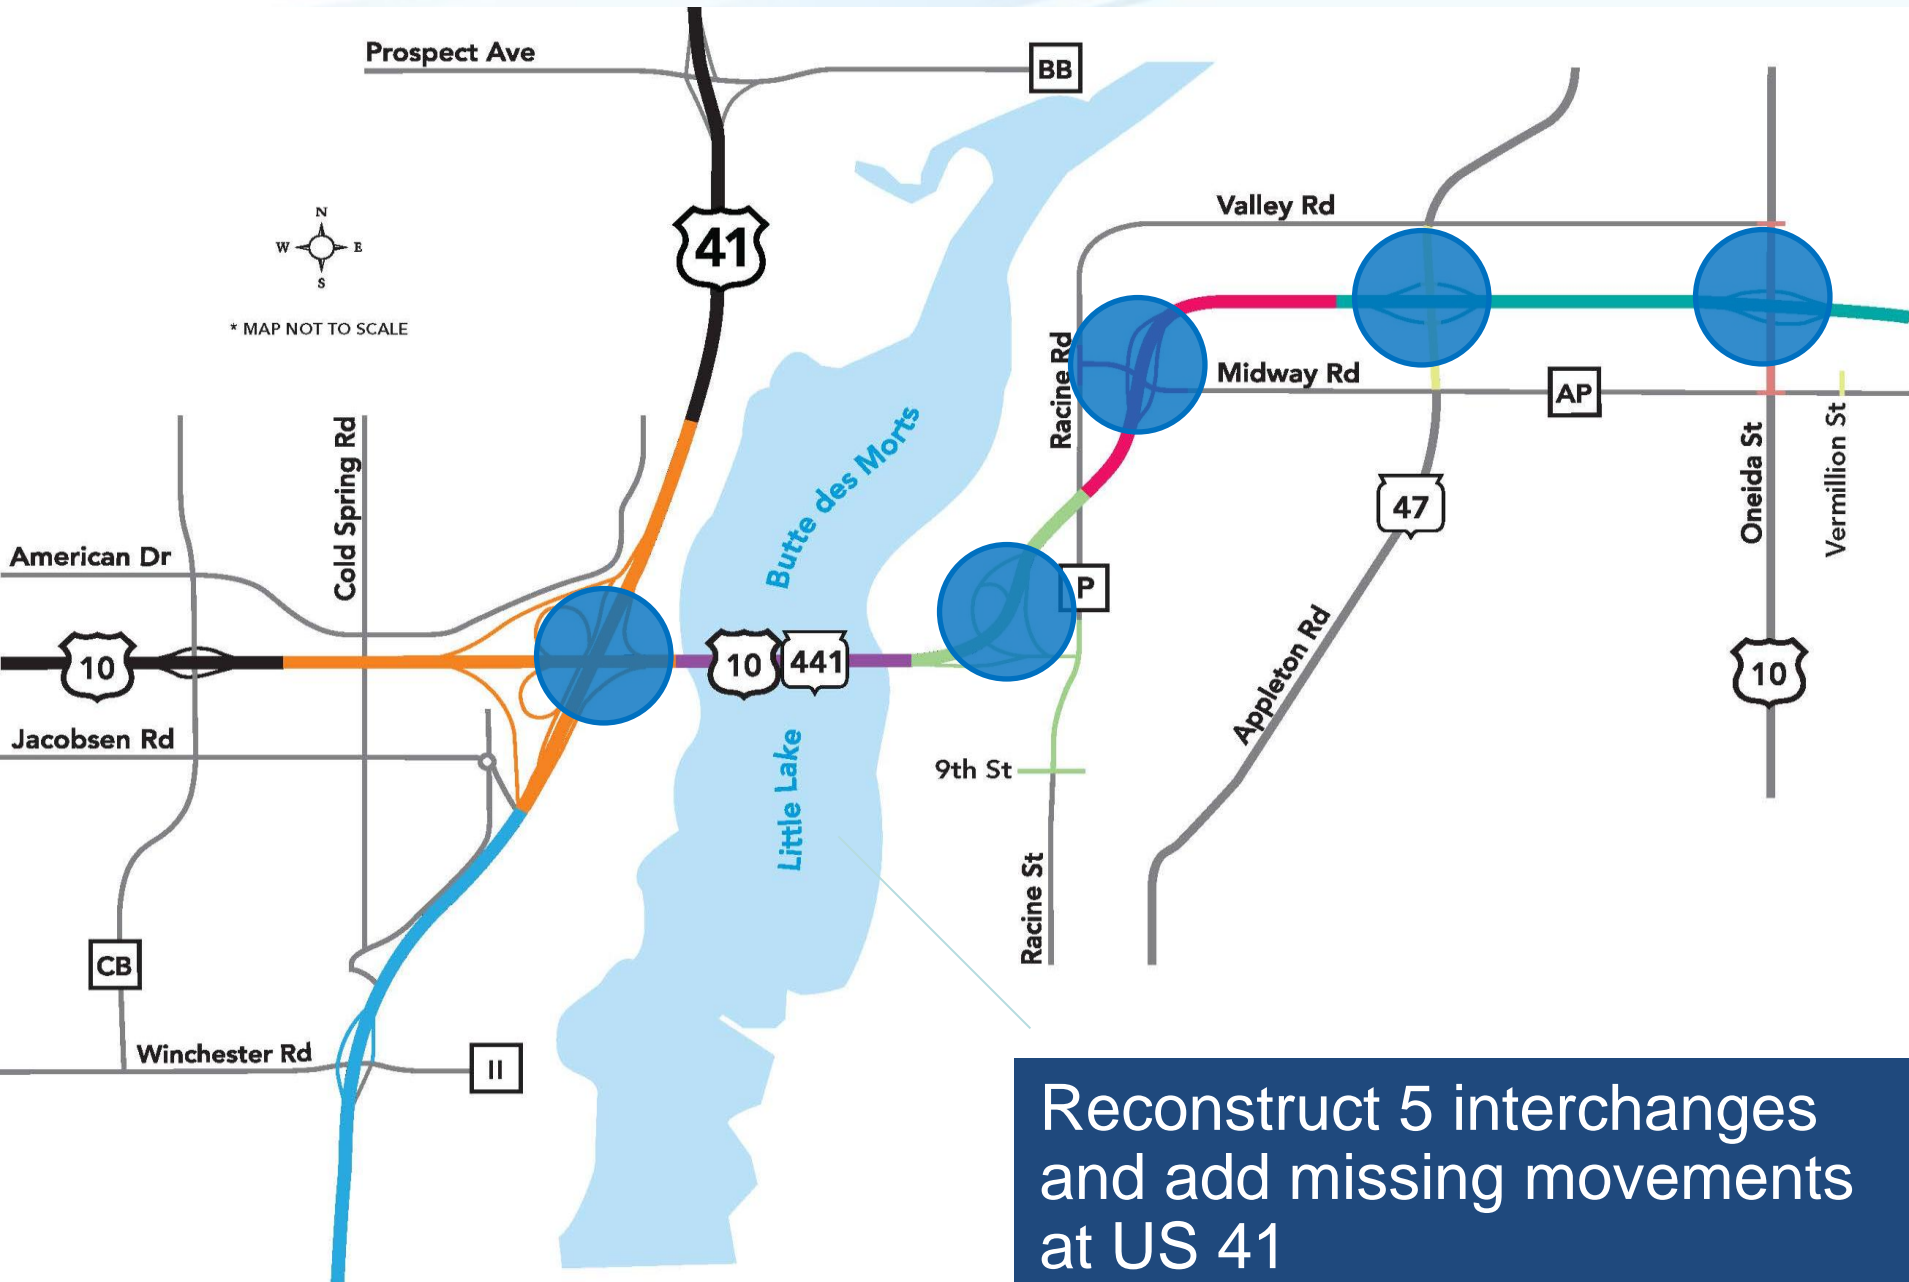 Prospect Ave
BB
41
N
W E
S
* MAP NOT TO SCALE
Valley Rd
Racine Rd
Midway Rd
AP
Cold Spring Rd
Butte des Morts
Oneida St
Vermillion St
47
American Dr
P
10
10
441
Appleton Rd
10
Jacobsen Rd
Little Lake
9th St
Racine St
CB
Winchester Rd
II
Reconstruct 5 interchanges
and add missing movements
at US 41